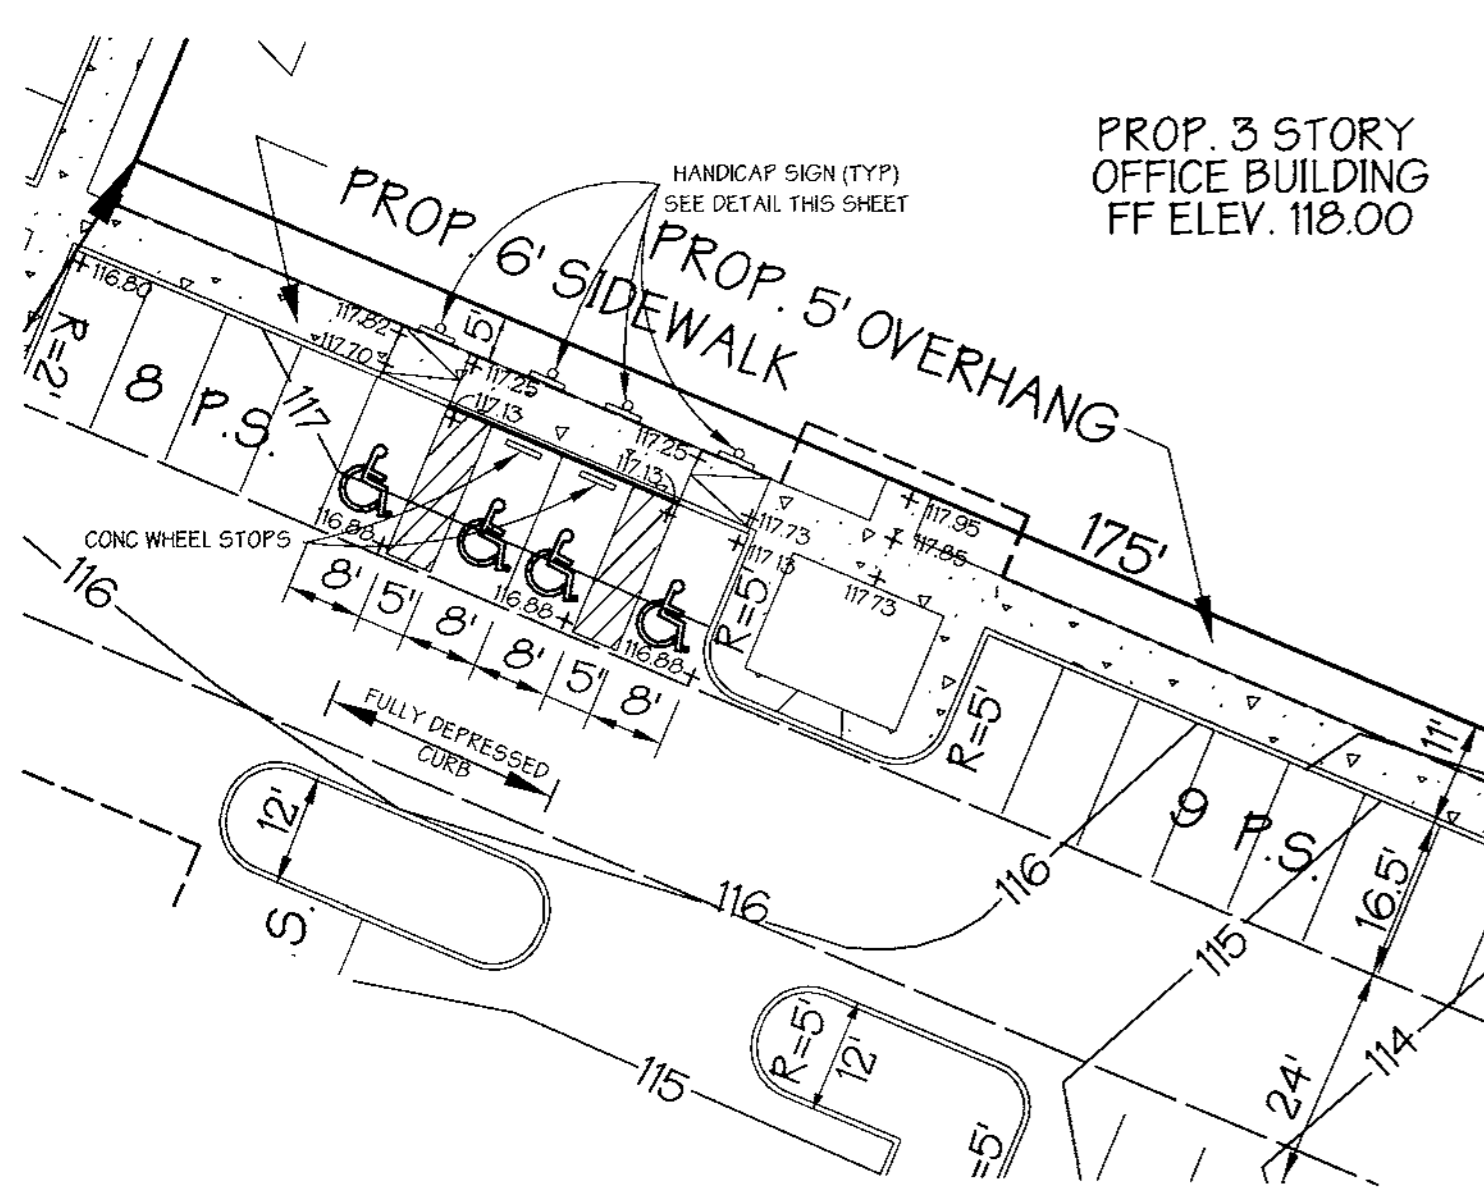 PROP. 3 STORY
OFFICE BUILDING
FF ELEV. 118.00
HANDICAP SIGN (TYP)
SEE DETAIL THIS SHEET
PROP. 6' SIDEWALK
PROP. 5' OVERHANG
175'
116.80
R=2'
8 P.S.
117
117.82
117.70
5'
117.25
117.13
117.25
117.13
117.73
117.13
117.95
117.85
117.73
CONC WHEEL STOPS
116.88
116.88
116.88
8'
5'
8'
8'
5'
8'
R=5'
R=5'
FULLY DEPRESSED
CURB
116
116
116
12'
S.
9 P.S.
11'
16.5'
24'
115
115
114
R=5'
12'
=5'